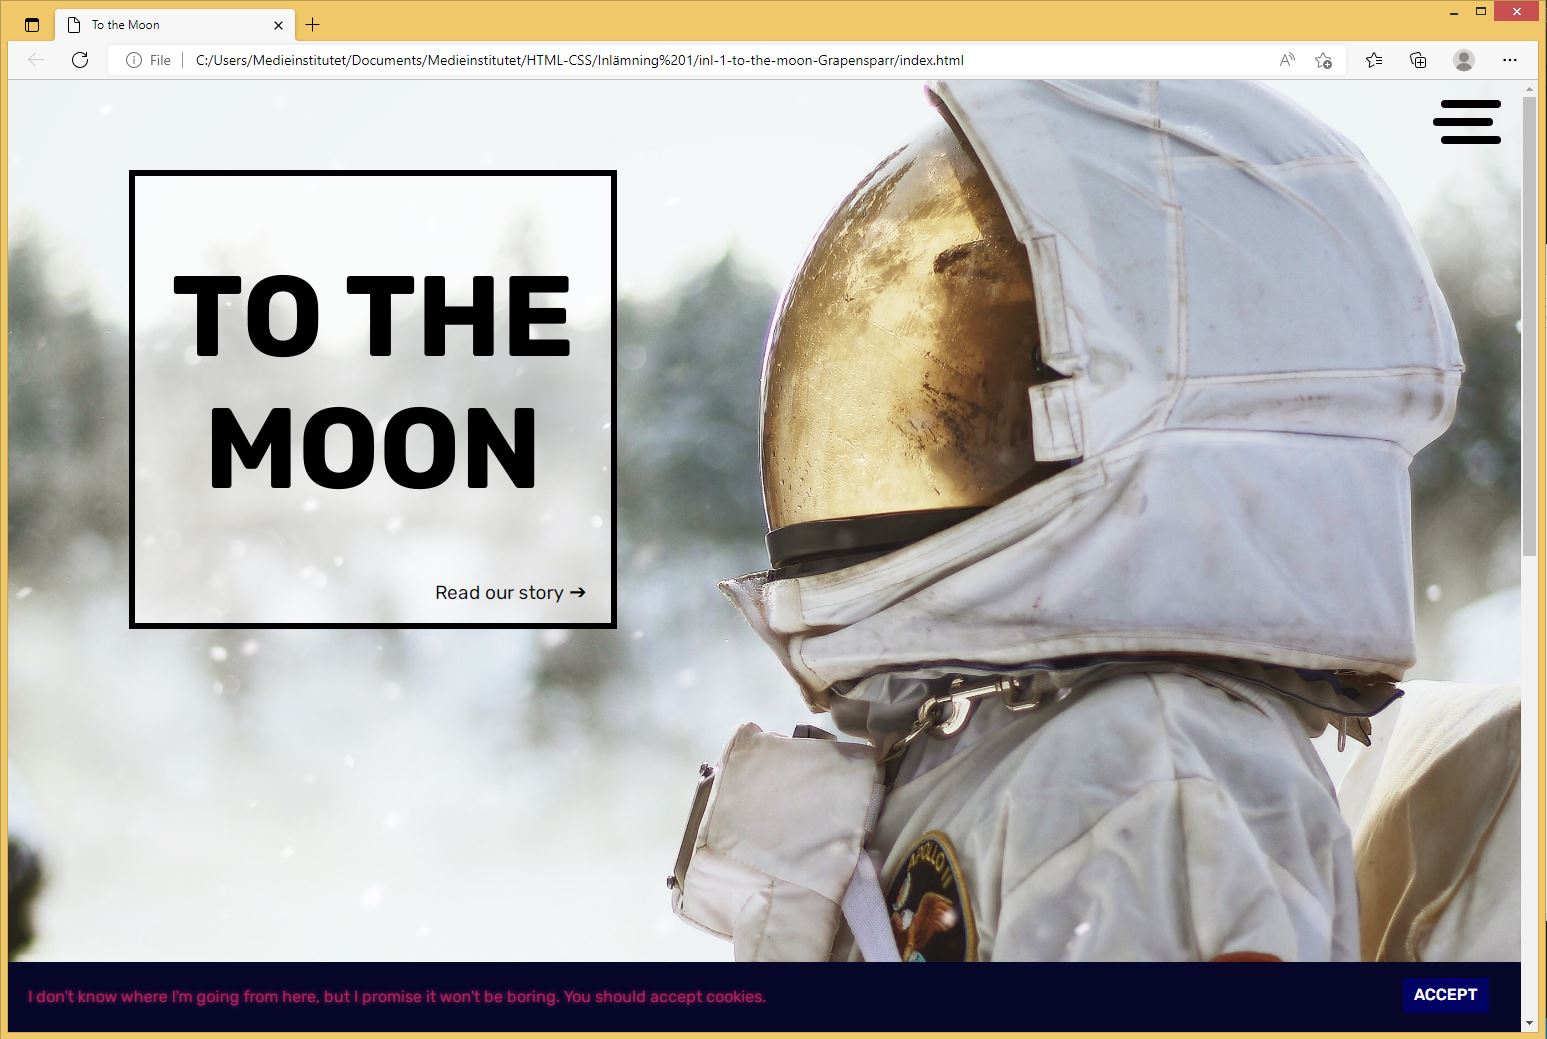 To the Moon
File
C:/Users/Medieinstitutet/Documents/Medieinstitutet/HTML-CSS/Inlämning%201/inl-1-to-the-moon-Grapensparr/index.html
TO THE
MOON
Read our story ➔
APOLLO 11
I don't know where I'm going from here, but I promise it won't be boring. You should accept cookies.
ACCEPT